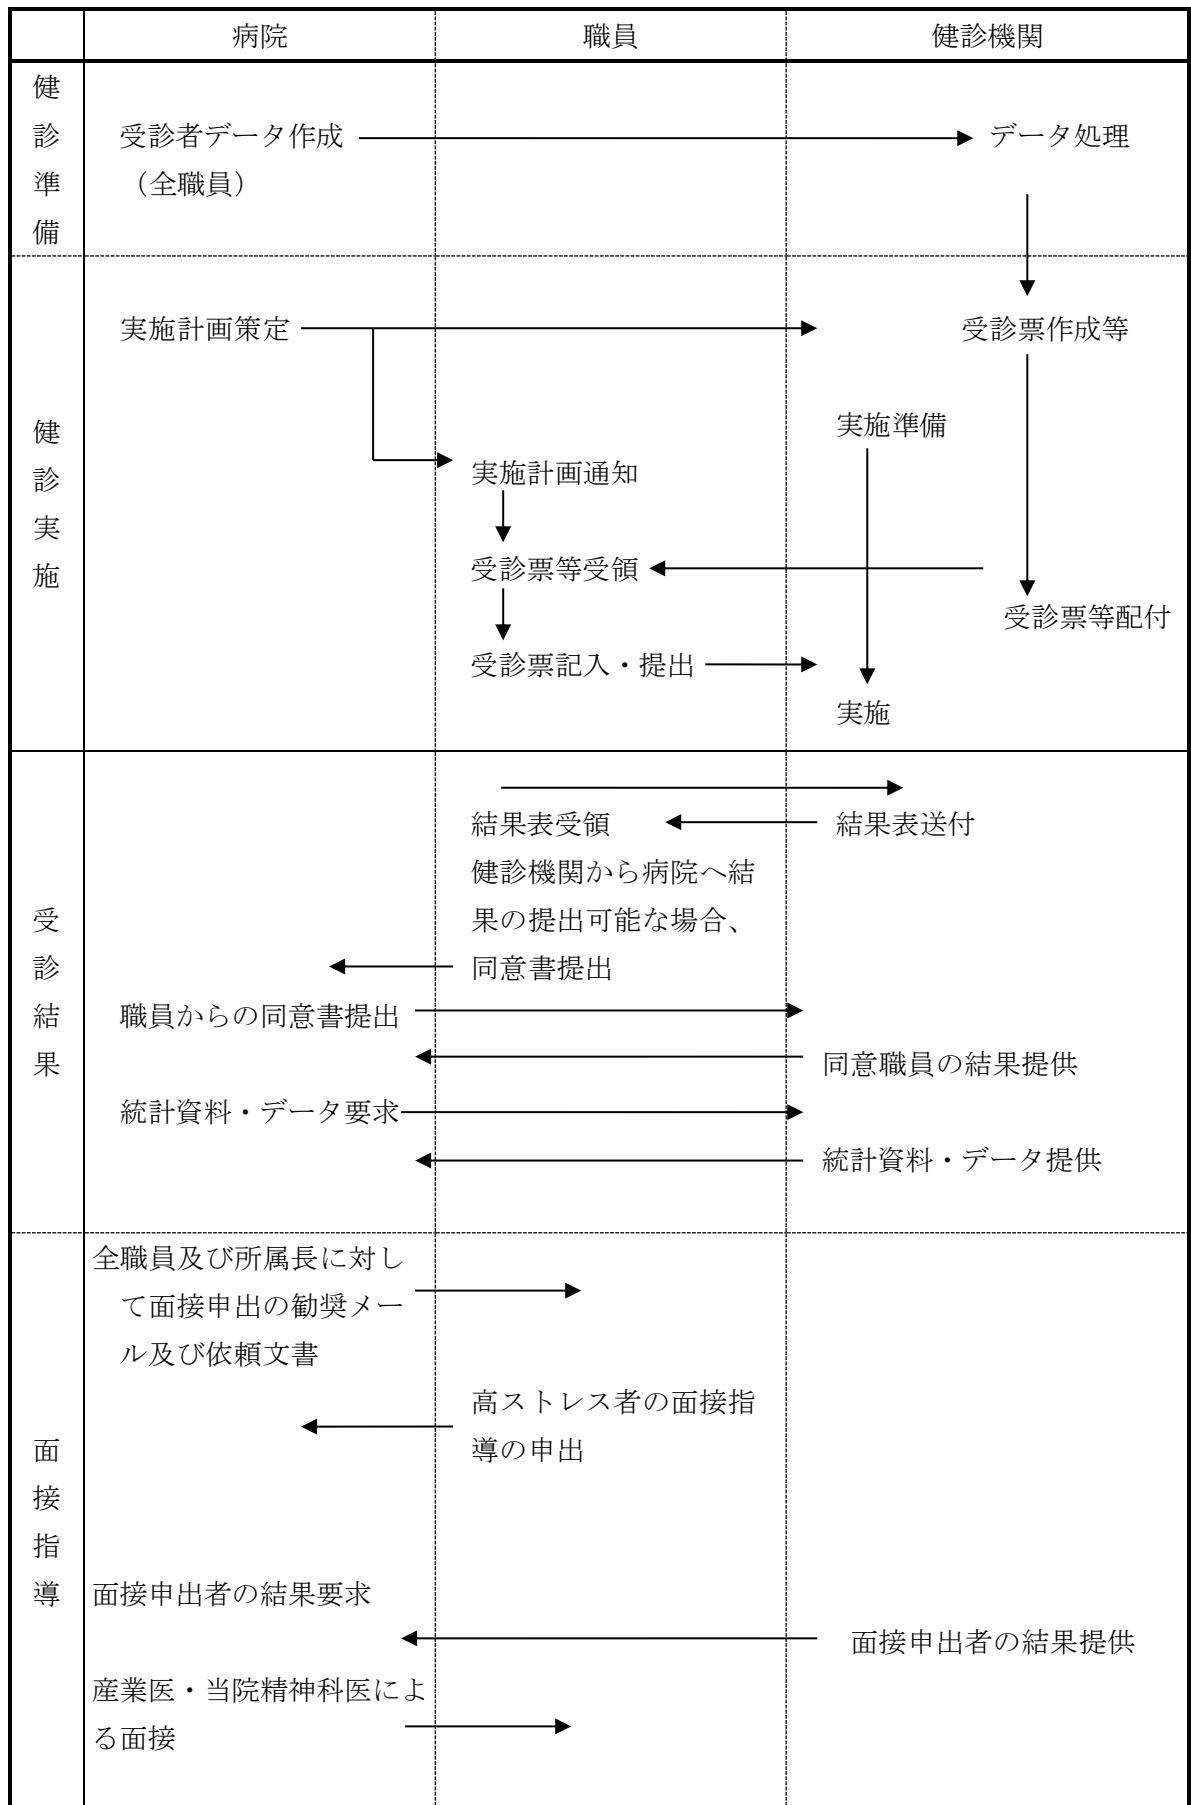 病院 職員 健診機関
健診準備
受診者データ作成 データ処理
（全職員）
健診実施
実施計画策定 受診票作成等
実施準備
実施計画通知
受診票等受領
受診票等配付
受診票記入・提出
実施
受診結果
結果表受領 結果表送付
健診機関から病院へ結
果の提出可能な場合、
同意書提出
職員からの同意書提出
同意職員の結果提供
統計資料・データ要求
統計資料・データ提供
面接指導
全職員及び所属長に対し
て面接申出の勧奨メー
ル及び依頼文書
高ストレス者の面接指
導の申出
面接申出者の結果要求
面接申出者の結果提供
産業医・当院精神科医によ
る面接